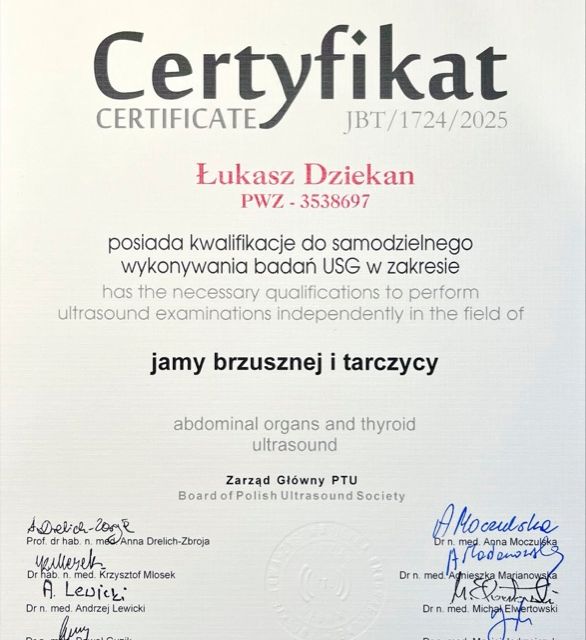 Certyfikat
CERTIFICATE JBT/1724/2025
Łukasz Dziekan
PWZ - 3538697
posiada kwalifikacje do samodzielnego
wykonywania badań USG w zakresie
has the necessary qualifications to perform
ultrasound examinations independently in the field of
jamy brzusznej i tarczycy
abdominal organs and thyroid
ultrasound
Zarząd Główny PTU
Board of Polish Ultrasound Society
Prof. dr hab. n. med. Anna Drelich-Zbroja
Dr n. med. Anna Moczulska
A Moczulska
Dr hab. n. med. Krzysztof Mlosek
Dr n. med. Agnieszka Marianowska
A. Lewicki
Dr n. med. Andrzej Lewicki
Dr n. med. Michał Elwertowski